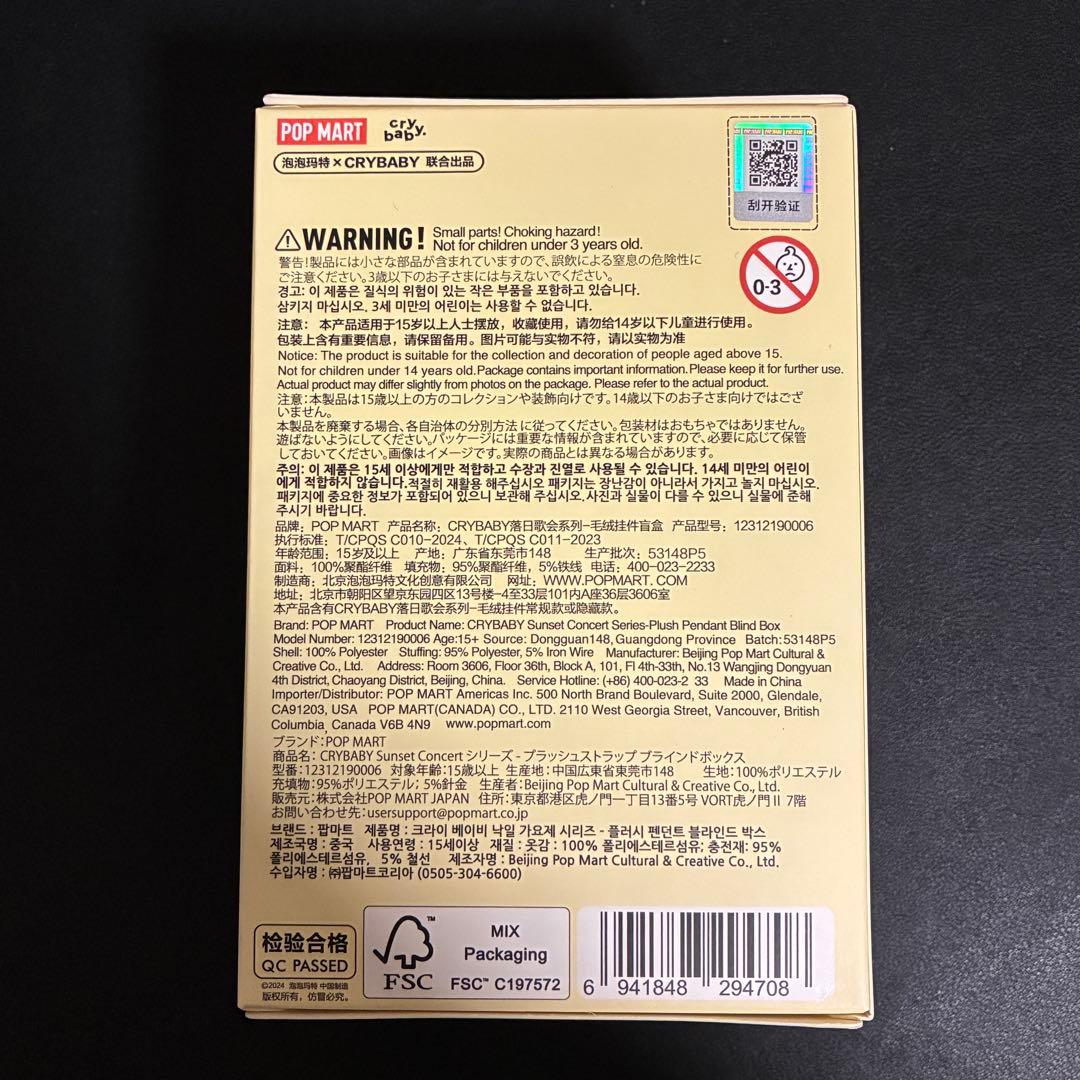 POP MART cry baby.
泡泡玛特×CRYBABY 联合出品
刮开验证
WARNING! Small parts! Choking hazard!
Not for children under 3 years old.
警告!製品には小さな部品が含まれていますので、誤飲による窒息の危険性に
ご注意ください。3歳以下のお子さまには与えないでください。
0-3
경고: 이 제품은 질식의 위험이 있는 작은 부품을 포함하고 있습니다.
삼키지 마십시오. 3세 미만의 어린이는 사용할 수 없습니다.
注意: 本产品适用于15岁以上人士摆放，收藏使用，请勿给14岁以下儿童进行使用。
包装上含有重要信息，请保留备用。图片可能与实物不符，请以实物为准
Notice: The product is suitable for the collection and decoration of people aged above 15.
Not for children under 14 years old.Package contains important information.Please keep it for further use.
Actual product may differ slightly from photos on the package. Please refer to the actual product.
注意:本製品は15歳以上の方のコレクションや装飾向けです。14歳以下のお子さま向けではござ
いません。
本製品を廃棄する場合、各自治体の分別方法 に従ってください。包装材はおもちゃではありません。
遊ばないようにしてください。パッケージには重要な情報が含まれていますので、必要に応じて保管
しておいてください。画像はイメージです。実際の商品とは異なる場合があります。
주의: 이 제품은 15세 이상에게만 적합하고 수장과 진열로 사용될 수 있습니다. 14세 미만의 어린이
에게 적합하지 않습니다.적절히 재활용 해주십시오 패키지는 장난감이 아니라서 가지고 놀지 마십시오.
패키지에 중요한 정보가 포함되어 있으니 보관해 주십시오.사진과 실물이 다를 수 있으니 실물에 준해
주시기 바랍니다.
品牌: POP MART 产品名称: CRYBABY落日歌会系列-毛绒挂件盲盒 产品型号: 12312190006
执行标准: T/CPQS C010-2024、T/CPQS C011-2023
年龄范围: 15岁及以上 产地: 广东省东莞市148 生产批次: 53148P5
面料: 100%聚酯纤维 填充物: 95%聚酯纤维，5%铁线 电话: 400-023-2233
制造商: 北京泡泡玛特文化创意有限公司 网址: WWW.POPMART.COM
地址: 北京市朝阳区望京东园四区13号楼-4至33层101内A座36层3606室
本产品含有CRYBABY落日歌会系列-毛绒挂件常规款或隐藏款。
Brand: POP MART Product Name: CRYBABY Sunset Concert Series-Plush Pendant Blind Box
Model Number: 12312190006 Age:15+ Source: Dongguan148, Guangdong Province Batch:53148P5
Shell: 100% Polyester Stuffing: 95% Polyester, 5% Iron Wire Manufacturer: Beijing Pop Mart Cultural &
Creative Co., Ltd. Address: Room 3606, Floor 36th, Block A, 101, Fl 4th-33th, No.13 Wangjing Dongyuan
4th District, Chaoyang District, Beijing, China. Service Hotline: (+86) 400-023-2 33 Made in China
Importer/Distributor: POP MART Americas Inc. 500 North Brand Boulevard, Suite 2000, Glendale,
CA91203, USA POP MART(CANADA) CO., LTD. 2110 West Georgia Street, Vancouver, British
Columbia, Canada V6B 4N9 www.popmart.com
ブランド:POP MART
商品名: CRYBABY Sunset Concert シリーズ - プラッシュストラップ ブラインドボックス
型番:12312190006 対象年齢:15歳以上 生産地:中国広東省東莞市148 生地:100%ポリエステル
充填物:95%ポリエステル; 5%針金 生産者:Beijing Pop Mart Cultural & Creative Co., Ltd.
販売元:株式会社POP MART JAPAN 住所:東京都港区虎ノ門一丁目13番5号 VORT虎ノ門II 7階
お問い合わせ先:usersupport@popmart.co.jp
브랜드 : 팝마트 제품명 : 크라이 베이비 낙일 가요제 시리즈 - 플러시 펜던트 블라인드 박스
제조국명 : 중국 사용연령 : 15세이상 재질 : 옷감 : 100% 폴리에스테르섬유; 충전재: 95%
폴리에스테르섬유, 5% 철선 제조자명 : Beijing Pop Mart Cultural & Creative Co., Ltd.
수입자명 : ㈜팝마트코리아 (0505-304-6600)
检验合格
QC PASSED
©2024 泡泡玛特 中国制造
版权所有，仿冒必究。
FSC™
MIX
Packaging
FSC™ C197572
6 941848 294708